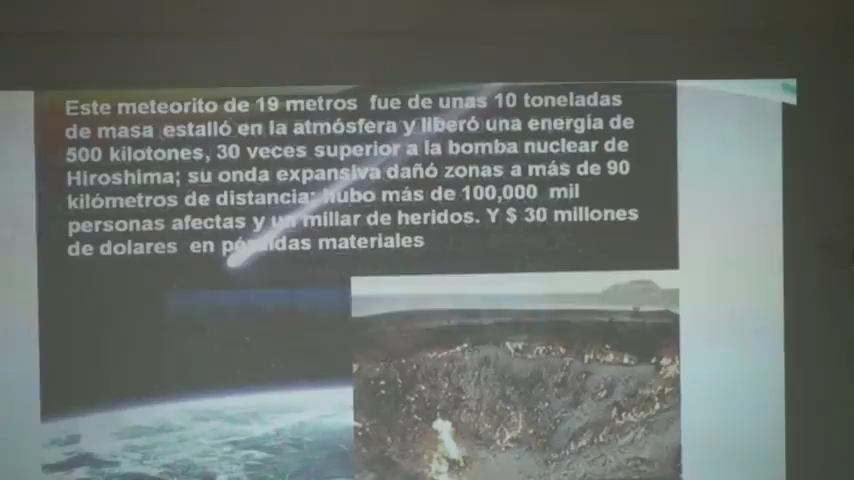 Este meteorito de 19 metros fue de unas 10 toneladas
de masa estalló en la atmósfera y liberó una energía de
500 kilotones, 30 veces superior a la bomba nuclear de
Hiroshima; su onda expansiva dañó zonas a más de 90
kilómetros de distancia; hubo más de 100,000 mil
personas afectas y un millar de heridos. Y $ 30 millones
de dolares en pérdidas materiales